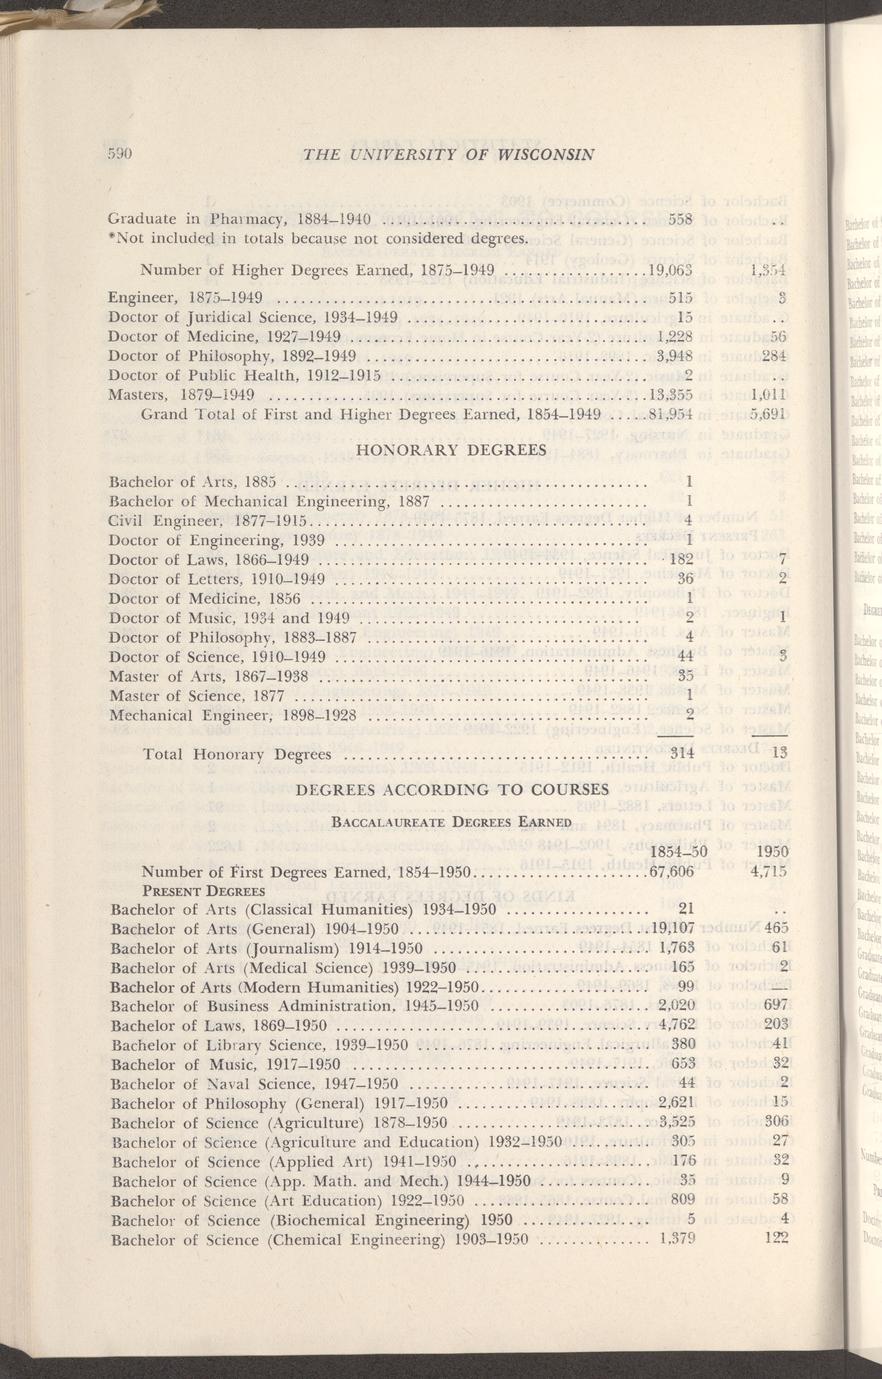 590 THE UNIVERSITY OF WISCONSIN
Graduate in Pharmacy, 1884–1940 ................................. 558 ..
*Not included in totals because not considered degrees.
Number of Higher Degrees Earned, 1875–1949 ..................19,063 1,354
Engineer, 1875–1949 .............................................. 515 3
Doctor of Juridical Science, 1934–1949 .............................. 15 ..
Doctor of Medicine, 1927–1949 ..................................... 1,228 56
Doctor of Philosophy, 1892–1949 ................................... 3,948 284
Doctor of Public Health, 1912–1915 ................................ 2 ..
Masters, 1879–1949 ...............................................13,355 1,011
Grand Total of First and Higher Degrees Earned, 1854–1949 .....81,954 5,691
HONORARY DEGREES
Bachelor of Arts, 1885 ............................................. 1
Bachelor of Mechanical Engineering, 1887 .......................... 1
Civil Engineer, 1877–1915.......................................... 4
Doctor of Engineering, 1939 ....................................... 1
Doctor of Laws, 1866–1949 ......................................... 182 7
Doctor of Letters, 1910–1949 ....................................... 36 2
Doctor of Medicine, 1856 .......................................... 1
Doctor of Music, 1934 and 1949 ................................... 2 1
Doctor of Philosophy, 1883–1887 ................................... 4
Doctor of Science, 1910–1949 ....................................... 44 3
Master of Arts, 1867–1938 ......................................... 35
Master of Science, 1877 ............................................ 1
Mechanical Engineer, 1898–1928 ................................... 2
Total Honorary Degrees ...................................... 314 13
DEGREES ACCORDING TO COURSES
BACCALAUREATE DEGREES EARNED
1854–50 1950
Number of First Degrees Earned, 1854–1950......................67,606 4,715
PRESENT DEGREES
Bachelor of Arts (Classical Humanities) 1934–1950 .................. 21 ..
Bachelor of Arts (General) 1904–1950 ..............................19,107 465
Bachelor of Arts (Journalism) 1914–1950 ........................... 1,763 61
Bachelor of Arts (Medical Science) 1939–1950 ....................... 165 2
Bachelor of Arts (Modern Humanities) 1922–1950..................... 99 —
Bachelor of Business Administration, 1945–1950 .................... 2,020 697
Bachelor of Laws, 1869–1950 ....................................... 4,762 203
Bachelor of Library Science, 1939–1950 ............................. 380 41
Bachelor of Music, 1917–1950 ..................................... 653 32
Bachelor of Naval Science, 1947–1950 .............................. 44 2
Bachelor of Philosophy (General) 1917–1950 ........................ 2,621 15
Bachelor of Science (Agriculture) 1878–1950 ........................ 3,525 306
Bachelor of Science (Agriculture and Education) 1932–1950 .......... 305 27
Bachelor of Science (Applied Art) 1941–1950 ....................... 176 32
Bachelor of Science (App. Math. and Mech.) 1944–1950 .............. 35 9
Bachelor of Science (Art Education) 1922–1950 ...................... 809 58
Bachelor of Science (Biochemical Engineering) 1950 ................ 5 4
Bachelor of Science (Chemical Engineering) 1903–1950 .............. 1,379 122